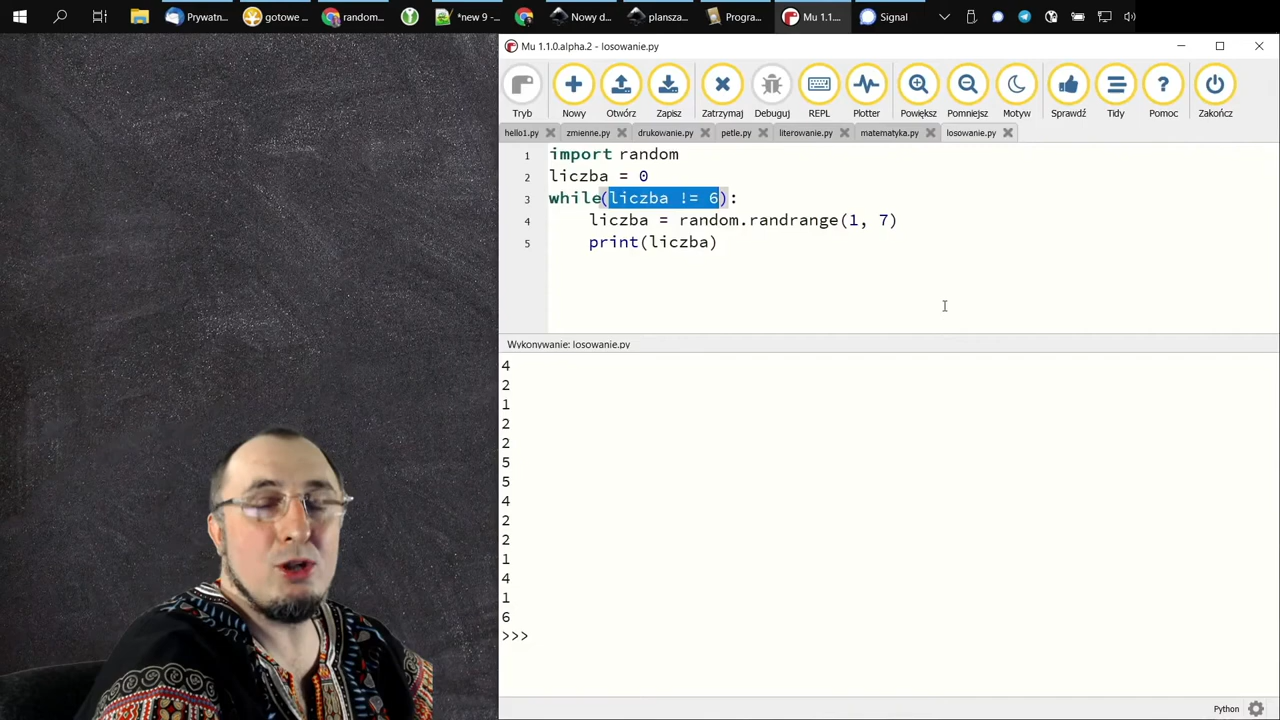 Prywatn...
gotowe ...
random...
*new 9 -...
Nowy d...
plansza...
Progra...
Mu 1.1....
Signal
Mu 1.1.0.alpha.2 - losowanie.py
Tryb Nowy Otwórz Zapisz Zatrzymaj Debuguj REPL Plotter Powiększ Pomniejsz Motyw Sprawdź Tidy Pomoc Zakończ
hello1.py zmienne.py drukowanie.py petle.py literowanie.py matematyka.py losowanie.py
1 import random
2 liczba = 0
3 while(liczba != 6):
4 liczba = random.randrange(1, 7)
5 print(liczba)
Wykonywanie: losowanie.py
4
2
1
2
2
5
5
4
2
2
1
4
1
6
>>>
Python